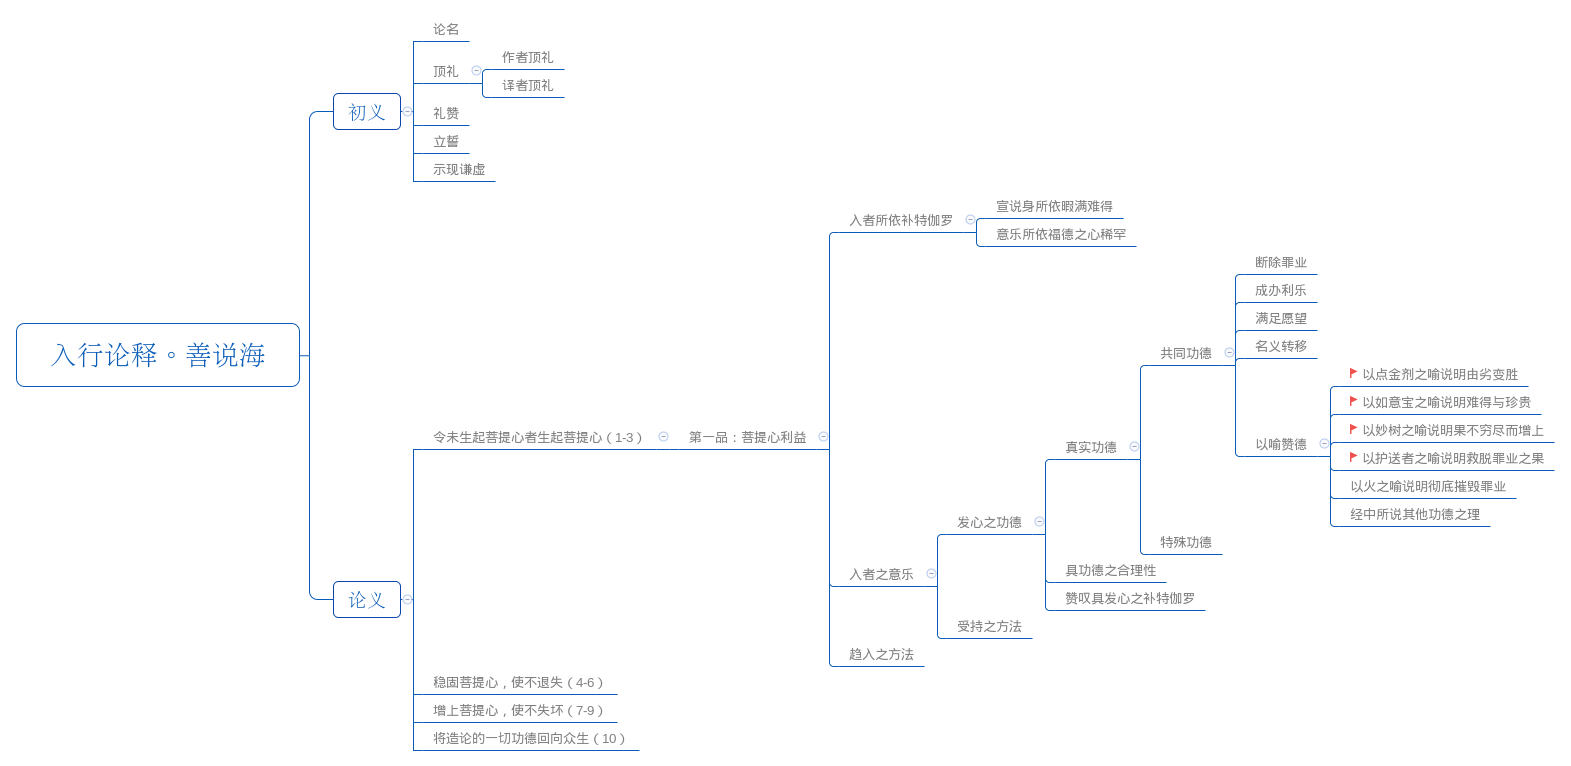 入行论释。善说海
初义
论名
顶礼
作者顶礼
译者顶礼
礼赞
立誓
示现谦虚
论义
令未生起菩提心者生起菩提心（1-3）
第一品：菩提心利益
入者所依补特伽罗
宣说身所依暇满难得
意乐所依福德之心稀罕
入者之意乐
发心之功德
真实功德
共同功德
断除罪业
成办利乐
满足愿望
名义转移
以喻赞德
以点金剂之喻说明由劣变胜
以如意宝之喻说明难得与珍贵
以妙树之喻说明果不穷尽而增上
以护送者之喻说明救脱罪业之果
以火之喻说明彻底摧毁罪业
经中所说其他功德之理
特殊功德
具功德之合理性
赞叹具发心之补特伽罗
受持之方法
趋入之方法
稳固菩提心，使不退失（4-6）
增上菩提心，使不失坏（7-9）
将造论的一切功德回向众生（10）